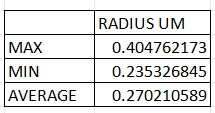 RADIUS UM
MAX 0.404762173
MIN 0.235326845
AVERAGE 0.270210589